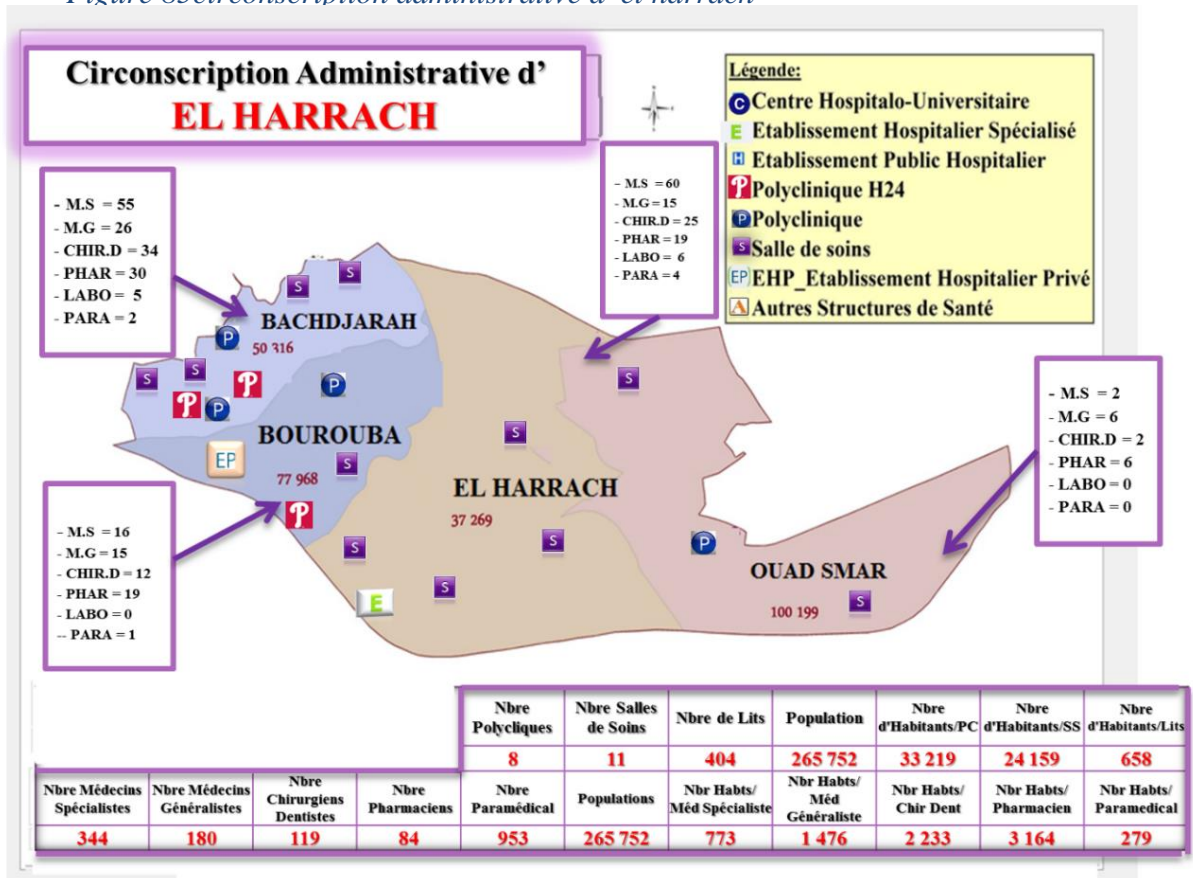 Figure 83circonscription administrative d' el harrach
Circonscription Administrative d'
EL HARRACH
Légende:
C Centre Hospitalo-Universitaire
E Etablissement Hospitalier Spécialisé
H Etablissement Public Hospitalier
P Polyclinique H24
P Polyclinique
S Salle de soins
EP EHP_Etablissement Hospitalier Privé
A Autres Structures de Santé
- M.S = 55
- M.G = 26
- CHIR.D = 34
- PHAR = 30
- LABO = 5
- PARA = 2
- M.S = 60
- M.G = 15
- CHIR.D = 25
- PHAR = 19
- LABO = 6
- PARA = 4
- M.S = 2
- M.G = 6
- CHIR.D = 2
- PHAR = 6
- LABO = 0
- PARA = 0
- M.S = 16
- M.G = 15
- CHIR.D = 12
- PHAR = 19
- LABO = 0
-- PARA = 1
S
S
BACHDJARAH
P
50 316
S
S
P
P
P
P
S
BOUROUBA
S
EP
S
77 968
P
EL HARRACH
37 269
S
S
P
S
E
OUAD SMAR
100 199
S
Nbre Polycliques
Nbre Salles de Soins
Nbre de Lits
Population
Nbre d'Habitants/PC
Nbre d'Habitants/SS
Nbre d'Habitants/Lits
8 11 404 265 752 33 219 24 159 658
Nbre Médecins Spécialistes
Nbre Médecins Généralistes
Nbre Chirurgiens Dentistes
Nbre Pharmaciens
Nbre Paramédical
Populations
Nbr Habts/ Méd Spécialiste
Nbr Habts/ Méd Généraliste
Nbr Habts/ Chir Dent
Nbr Habts/ Pharmacien
Nbr Habts/ Paramedical
344 180 119 84 953 265 752 773 1 476 2 233 3 164 279